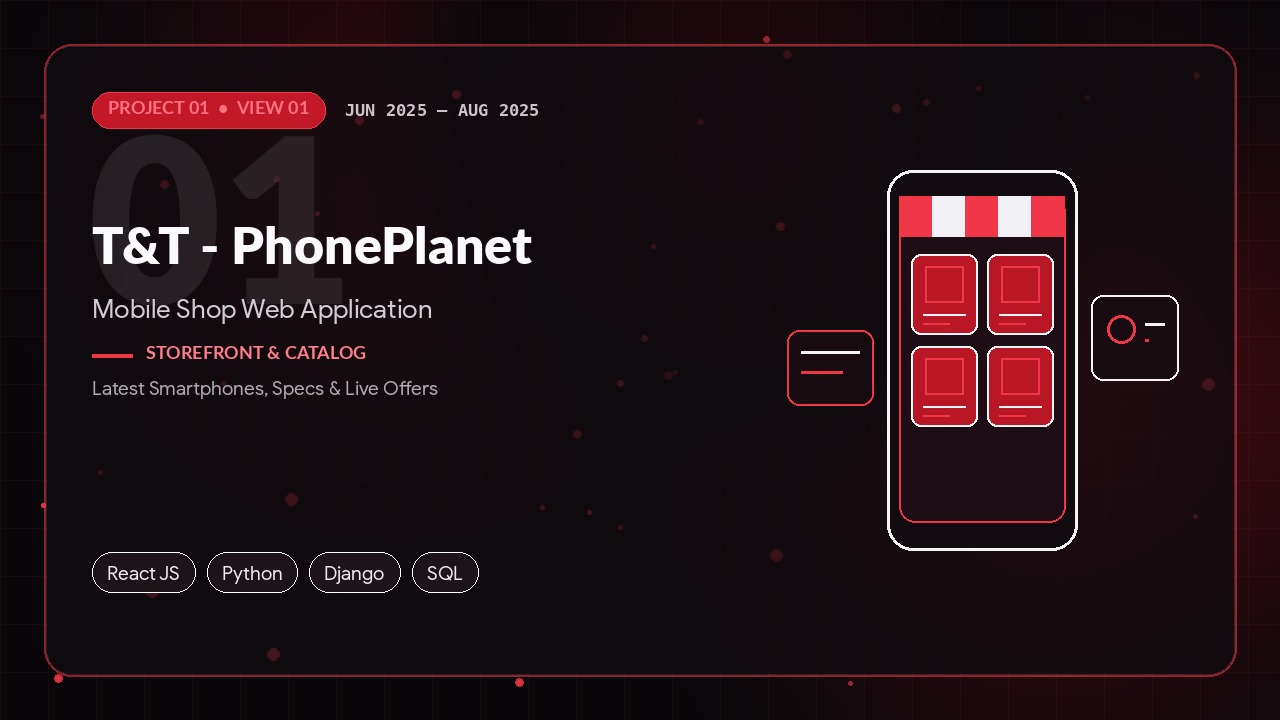 PROJECT 01 ● VIEW 01
JUN 2025 — AUG 2025
01
T&T - PhonePlanet
Mobile Shop Web Application
STOREFRONT & CATALOG
Latest Smartphones, Specs & Live Offers
React JS
Python
Django
SQL